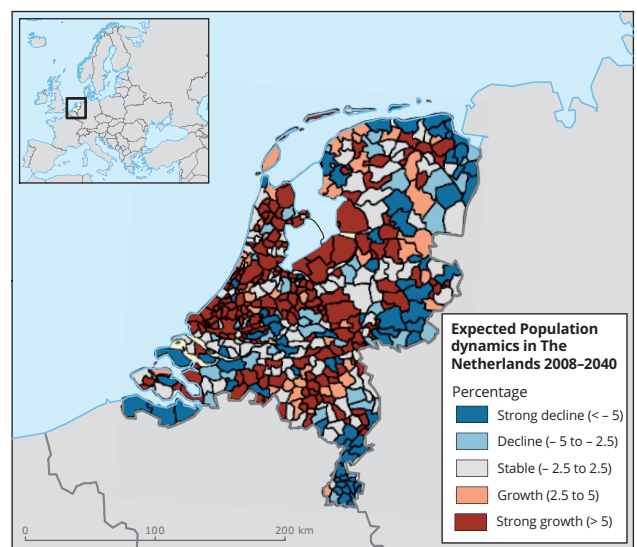 Expected Population
dynamics in The
Netherlands 2008–2040
Percentage
Strong decline (< – 5)
Decline (– 5 to – 2.5)
Stable (– 2.5 to 2.5)
Growth (2.5 to 5)
Strong growth (> 5)
0 100 200 km